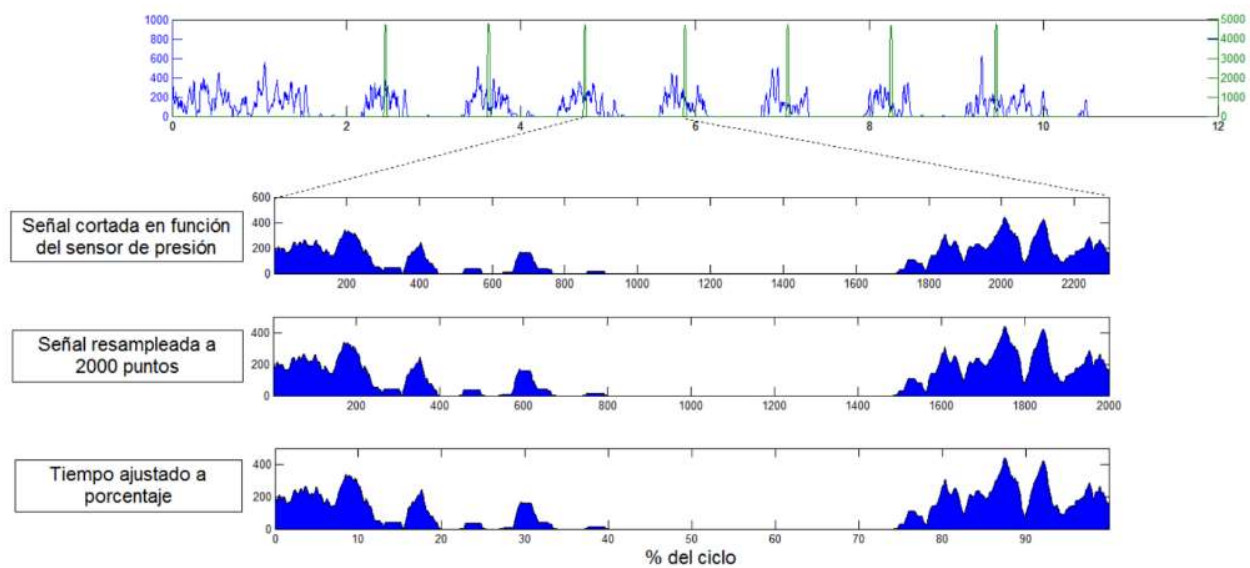 1000
800
600
400
200
0
5000
4000
3000
2000
1000
0
0 2 4 6 8 10 12
Señal cortada en función
del sensor de presión
600
400
200
0
200 400 600 800 1000 1200 1400 1600 1800 2000 2200
Señal resampleada a
2000 puntos
400
200
0
200 400 600 800 1000 1200 1400 1600 1800 2000
Tiempo ajustado a
porcentaje
400
200
0
0 10 20 30 40 50 60 70 80 90
% del ciclo